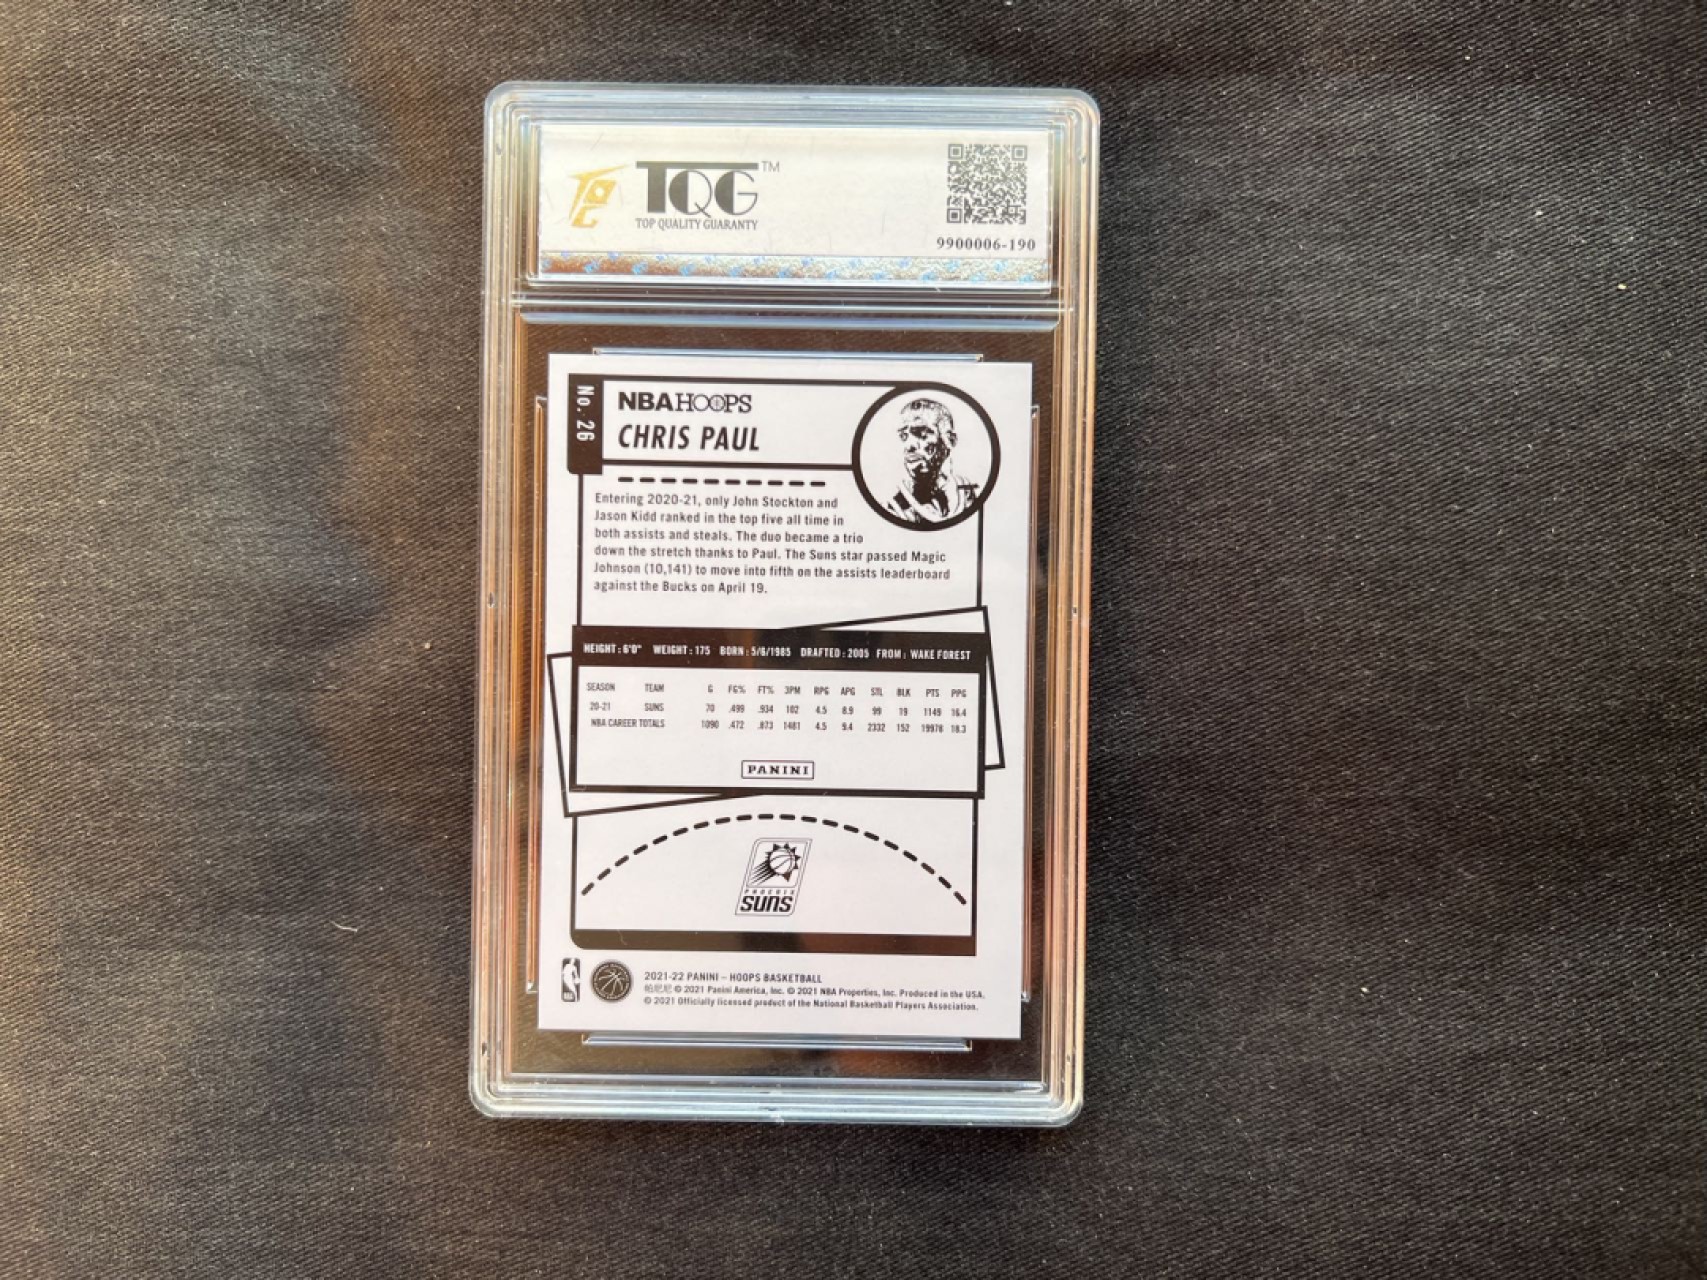 TQG™
TOP QUALITY GUARANTY
9900006-190
No. 26
NBA HOOPS
CHRIS PAUL
Entering 2020-21, only John Stockton and
Jason Kidd ranked in the top five all time in
both assists and steals. The duo became a trio
down the stretch thanks to Paul. The Suns star passed Magic
Johnson (10,141) to move into fifth on the assists leaderboard
against the Bucks on April 19.
HEIGHT: 6'0" WEIGHT: 175 BORN: 5/6/1985 DRAFTED: 2005 FROM: WAKE FOREST
SEASON TEAM G FG% FT% 3PM RPG APG STL BLK PTS PPG
20-21 SUNS 70 .499 .934 102 4.5 8.9 99 19 1149 16.4
NBA CAREER TOTALS 1090 .472 .873 1481 4.5 9.4 2332 152 19978 18.3
PANINI
PHOENIX
SUNS
2021-22 PANINI – HOOPS BASKETBALL
帕尼尼 © 2021 Panini America, Inc. © 2021 NBA Properties, Inc. Produced in the USA.
© 2021 Officially licensed product of the National Basketball Players Association.